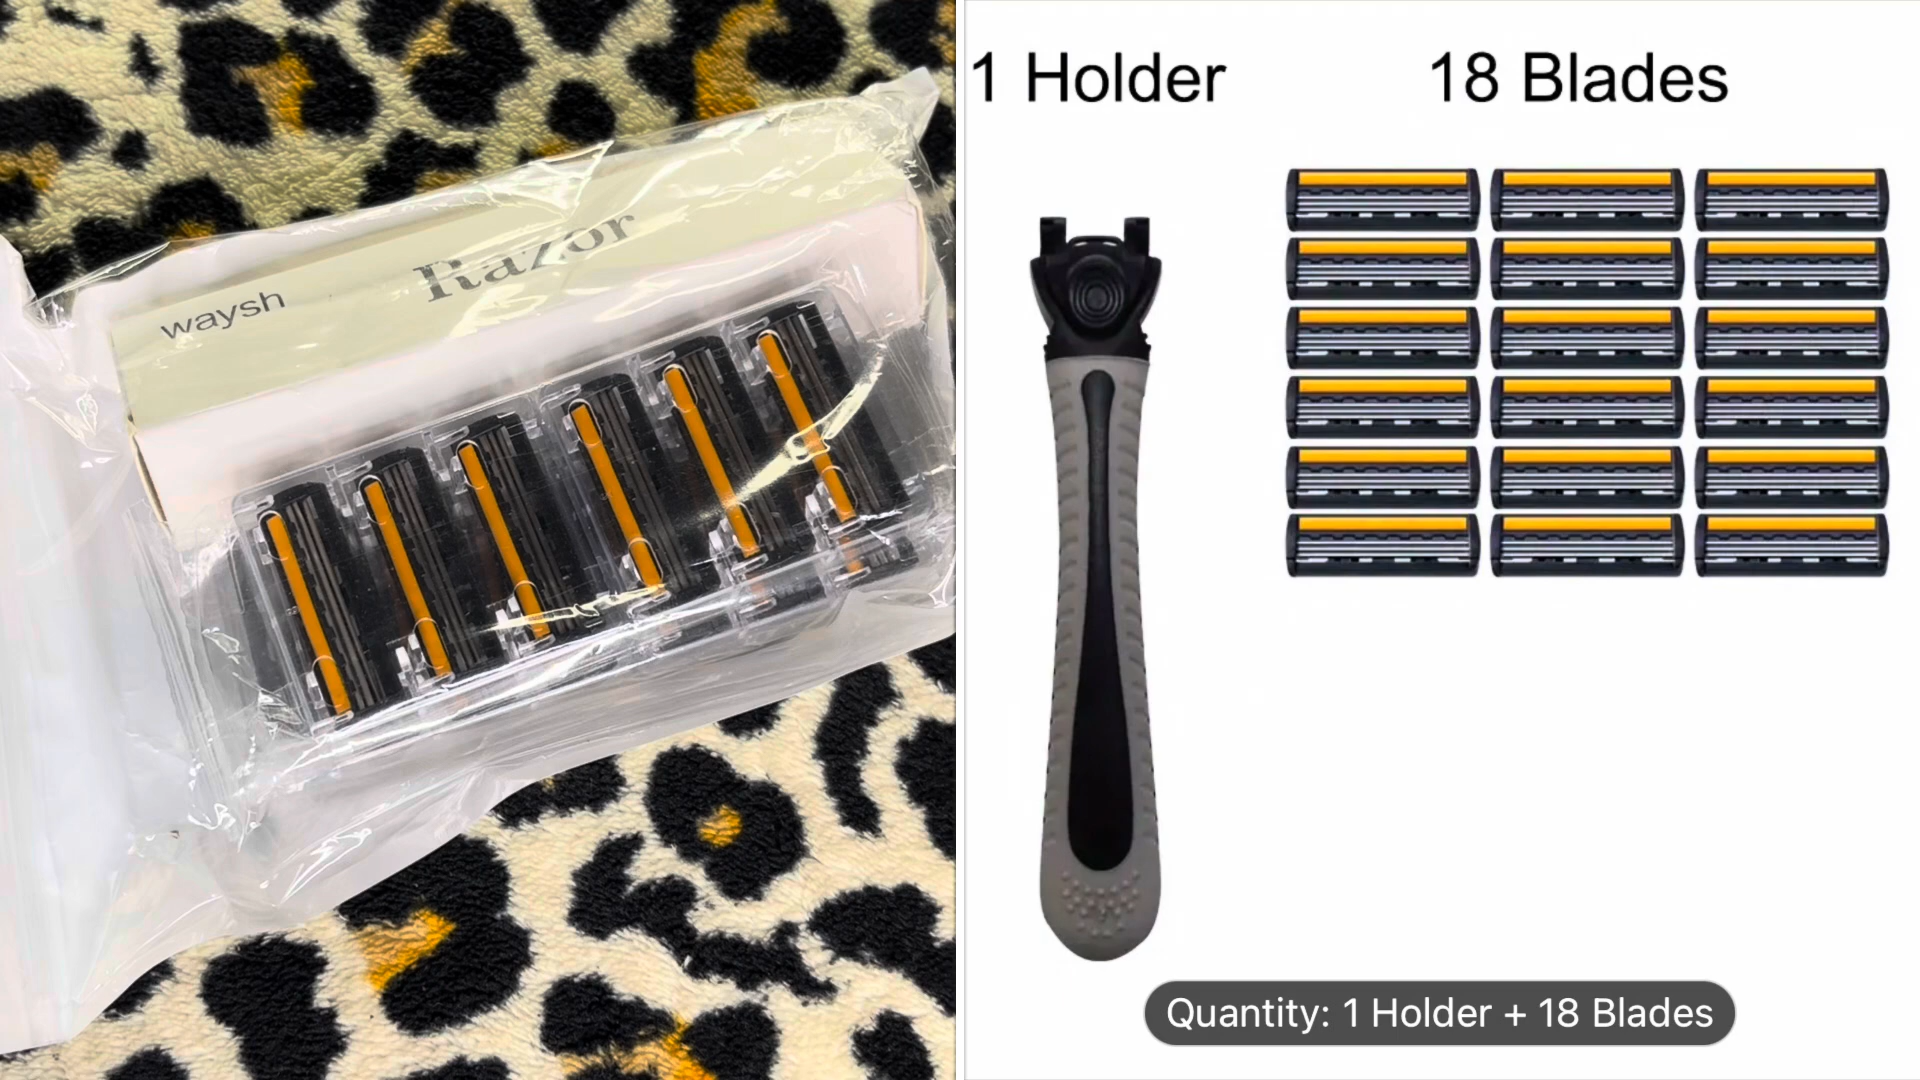 waysh
Razor
1 Holder
18 Blades
Quantity: 1 Holder + 18 Blades